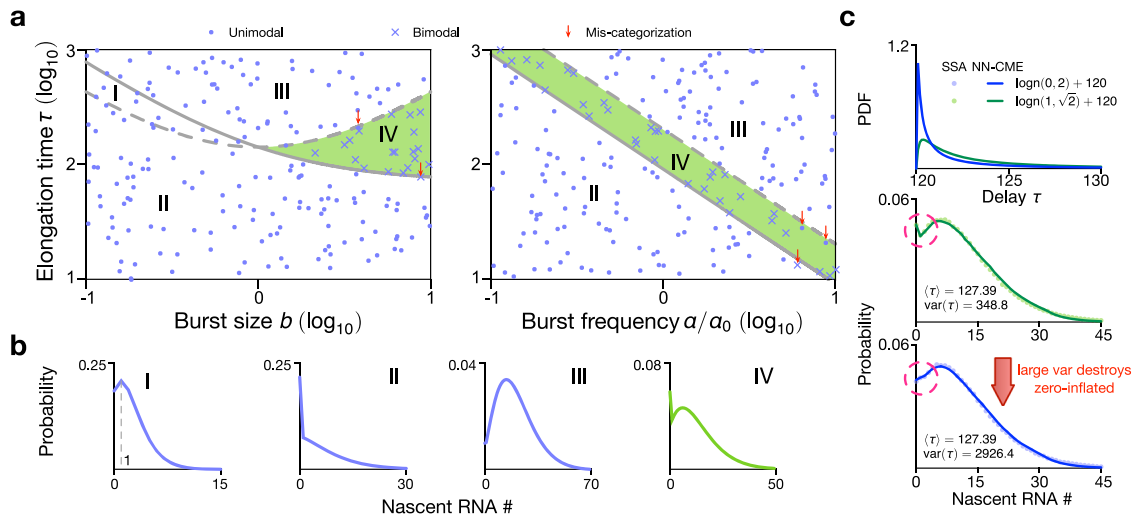 a
Unimodal
Bimodal
Mis-categorization
Elongation time τ (log10)
3
2
1
I
II
III
IV
-1
0
1
Burst size b (log10)
3
2
1
II
III
IV
-1
0
1
Burst frequency a/a0 (log10)
b
Probability
0.25
I
1
0
15
0.25
II
0
30
0.04
III
0
70
0.08
IV
0
50
Nascent RNA #
c
1.2
PDF
SSA NN-CME
logn(0, 2) + 120
logn(1, √2) + 120
120
125
130
Delay τ
Probability
0.06
⟨τ⟩ = 127.39
var(τ) = 348.8
0
15
30
45
0.06
large var destroys
zero-inflated
⟨τ⟩ = 127.39
var(τ) = 2926.4
0
15
30
45
Nascent RNA #